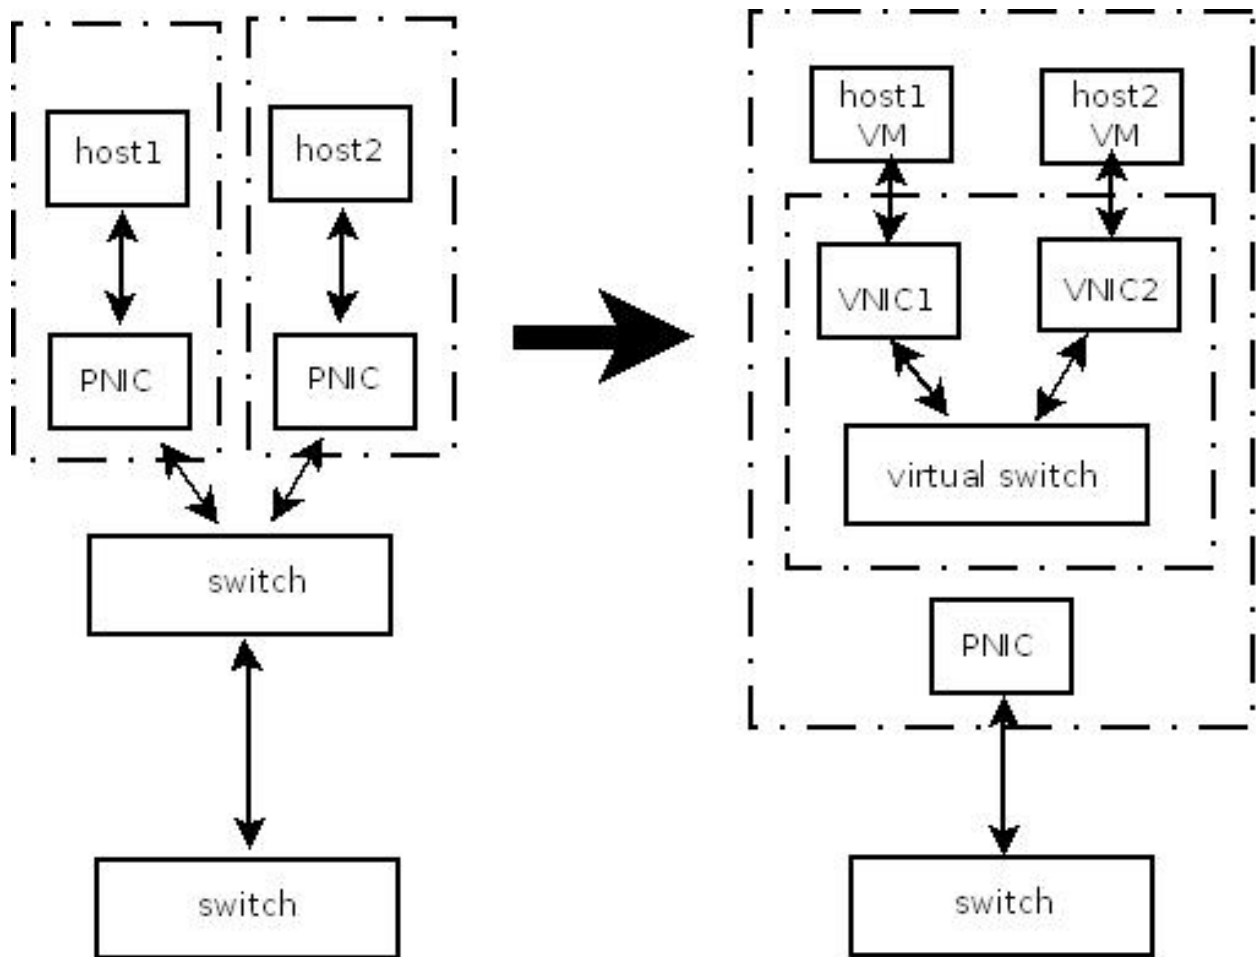 host1
host2
PNIC
PNIC
switch
switch
host1
VM
host2
VM
VNIC1
VNIC2
virtual switch
PNIC
switch